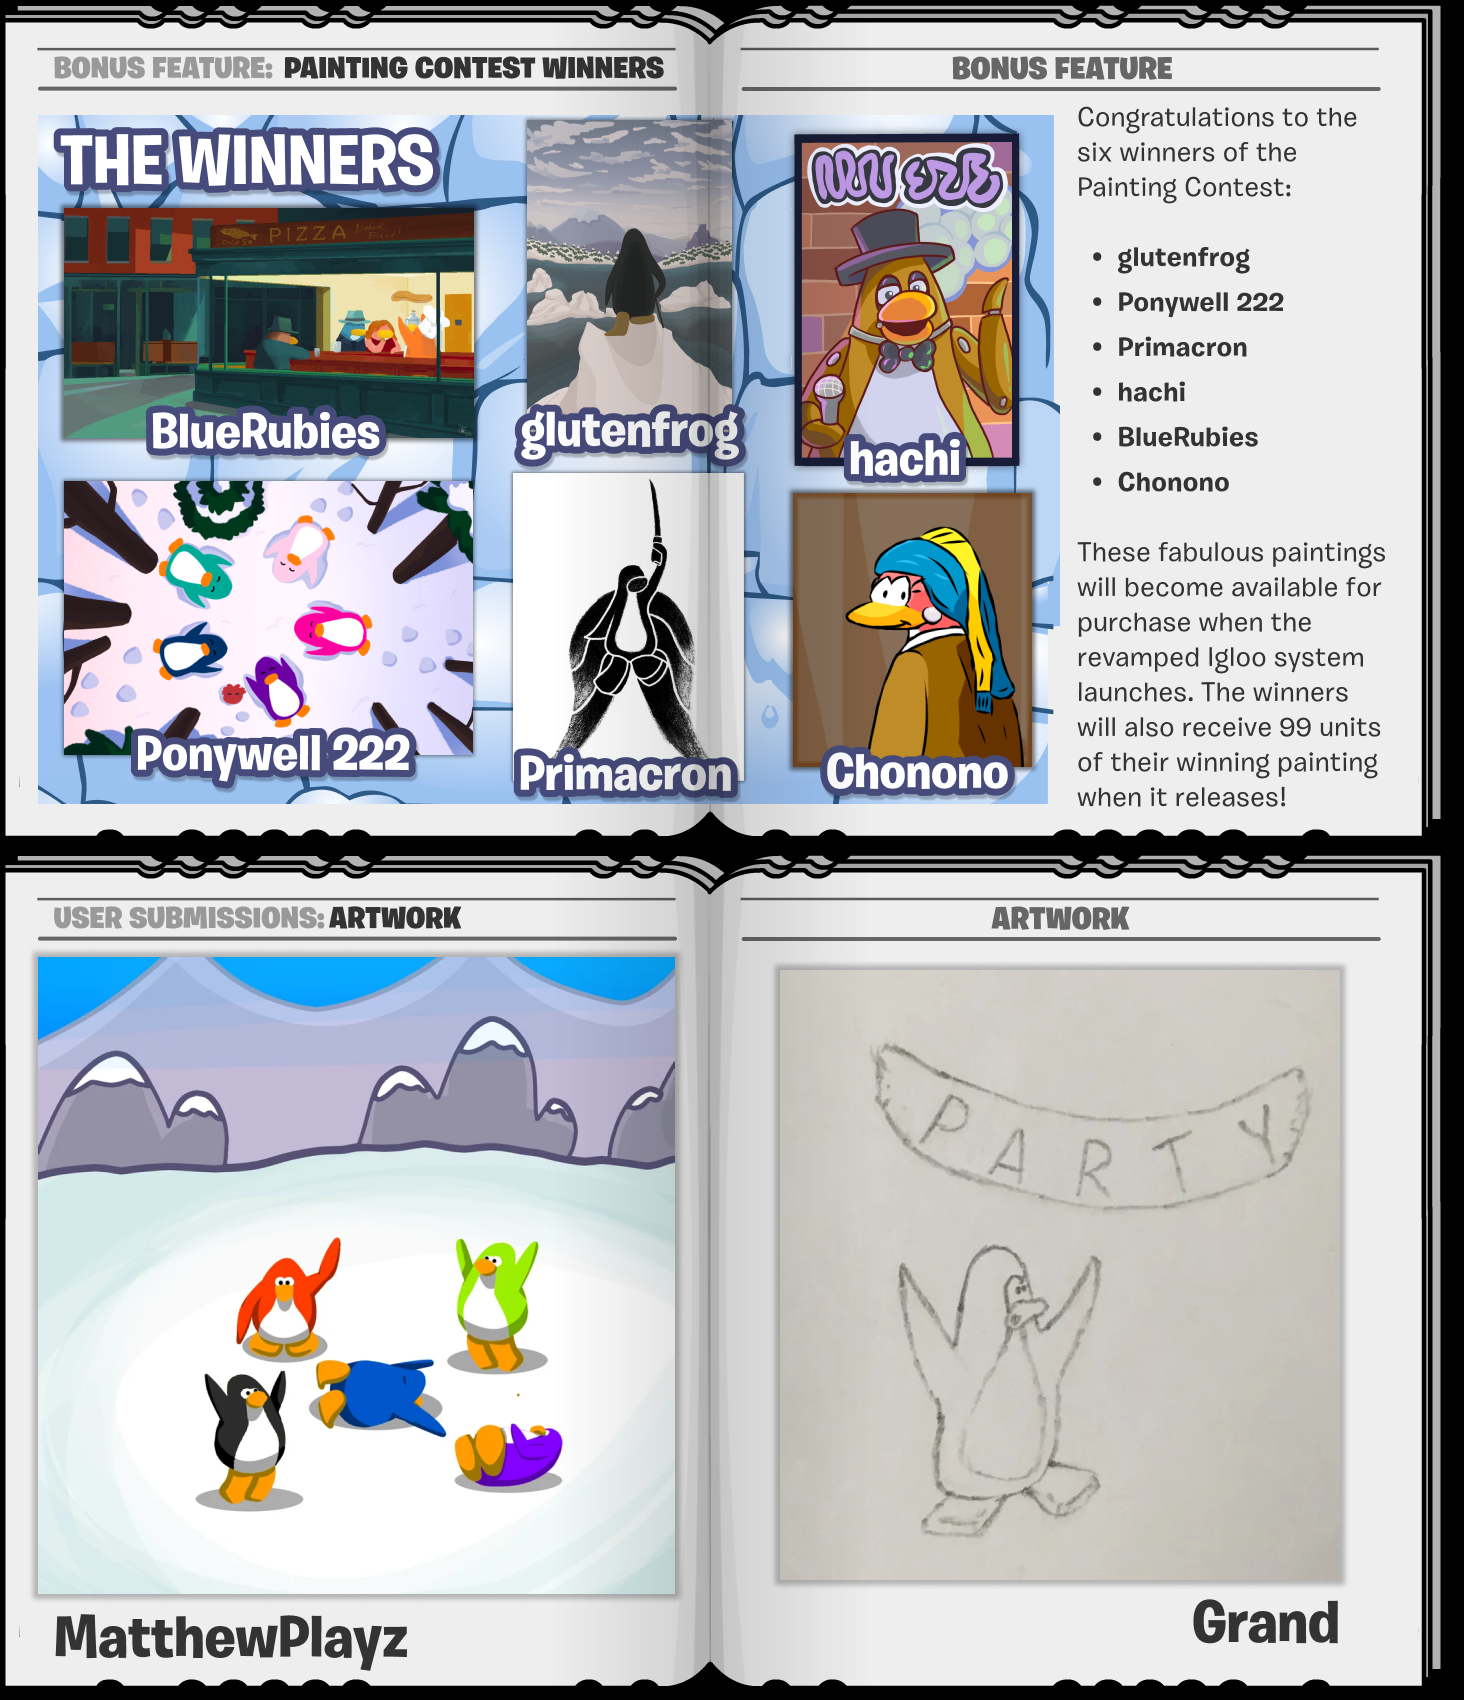 BONUS FEATURE: PAINTING CONTEST WINNERS
THE WINNERS
PIZZA
BlueRubies
glutenfrog
hachi
Ponywell 222
Primacron
Chonono
BONUS FEATURE
Congratulations to the
six winners of the
Painting Contest:
• glutenfrog
• Ponywell 222
• Primacron
• hachi
• BlueRubies
• Chonono
These fabulous paintings
will become available for
purchase when the
revamped Igloo system
launches. The winners
will also receive 99 units
of their winning painting
when it releases!
USER SUBMISSIONS: ARTWORK
MatthewPlayz
ARTWORK
PARTY
Grand